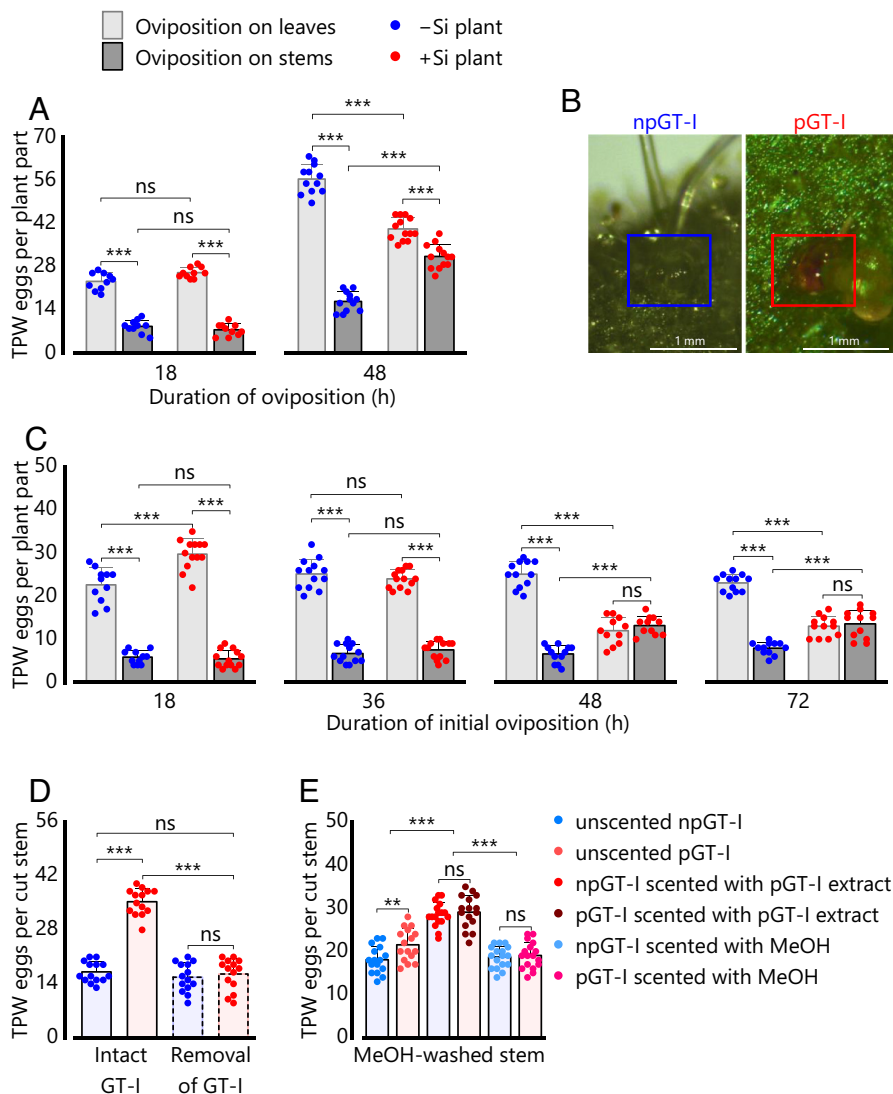 Oviposition on leaves
−Si plant
Oviposition on stems
+Si plant
A
TPW eggs per plant part
70
56
42
28
14
0
ns
ns
***
***
***
***
***
***
18
48
Duration of oviposition (h)
B
npGT-I
pGT-I
1 mm
1 mm
C
TPW eggs per plant part
50
40
30
20
10
0
ns
***
***
***
ns
***
ns
***
***
***
***
ns
***
***
***
ns
18
36
48
72
Duration of initial oviposition (h)
D
TPW eggs per cut stem
56
42
28
14
0
ns
***
***
ns
Intact
GT-I
Removal
of GT-I
E
TPW eggs per cut stem
50
40
30
20
10
0
***
***
ns
**
ns
MeOH-washed stem
unscented npGT-I
unscented pGT-I
npGT-I scented with pGT-I extract
pGT-I scented with pGT-I extract
npGT-I scented with MeOH
pGT-I scented with MeOH